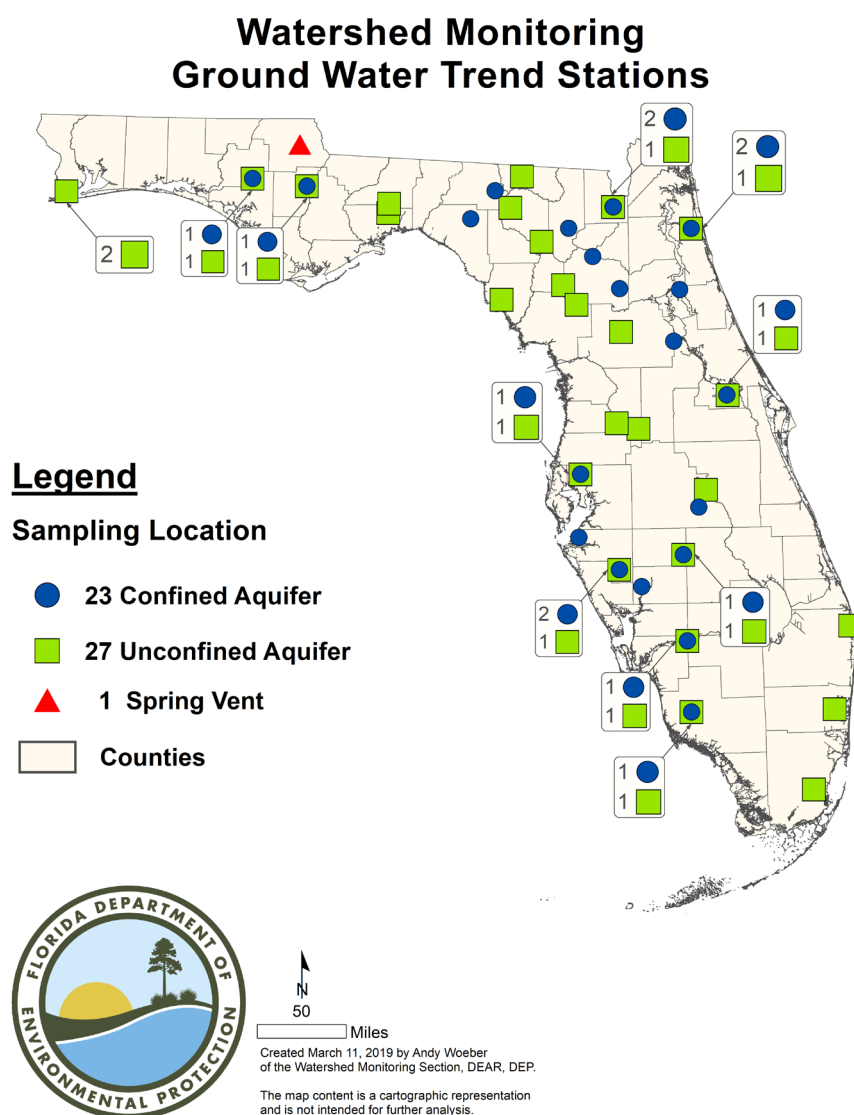 Watershed Monitoring
Ground Water Trend Stations
2
1
2
1
2
1
1
1
1
1
1
1
1
Legend
Sampling Location
23 Confined Aquifer
27 Unconfined Aquifer
1 Spring Vent
Counties
2
1
1
1
1
1
1
1
FLORIDA DEPARTMENT OF
ENVIRONMENTAL PROTECTION
N
50
Miles
Created March 11, 2019 by Andy Woeber
of the Watershed Monitoring Section, DEAR, DEP.
The map content is a cartographic representation
and is not intended for further analysis.